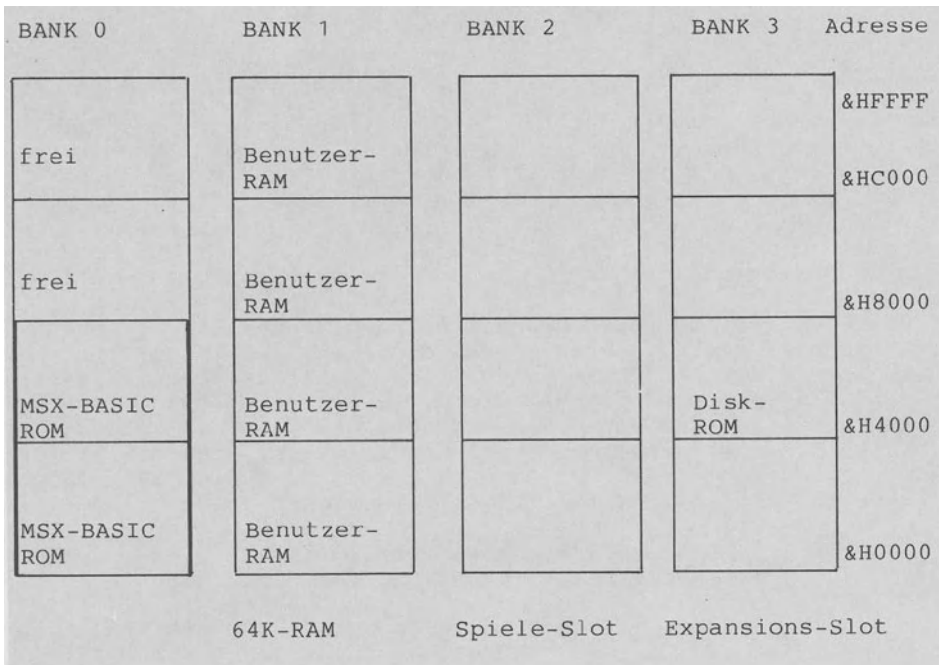 BANK 0 BANK 1 BANK 2 BANK 3 Adresse
&HFFFF
frei Benutzer-
RAM &HC000
frei Benutzer-
RAM &H8000
MSX-BASIC Benutzer- Disk-
ROM RAM ROM &H4000
MSX-BASIC Benutzer-
ROM RAM &H0000
64K-RAM Spiele-Slot Expansions-Slot